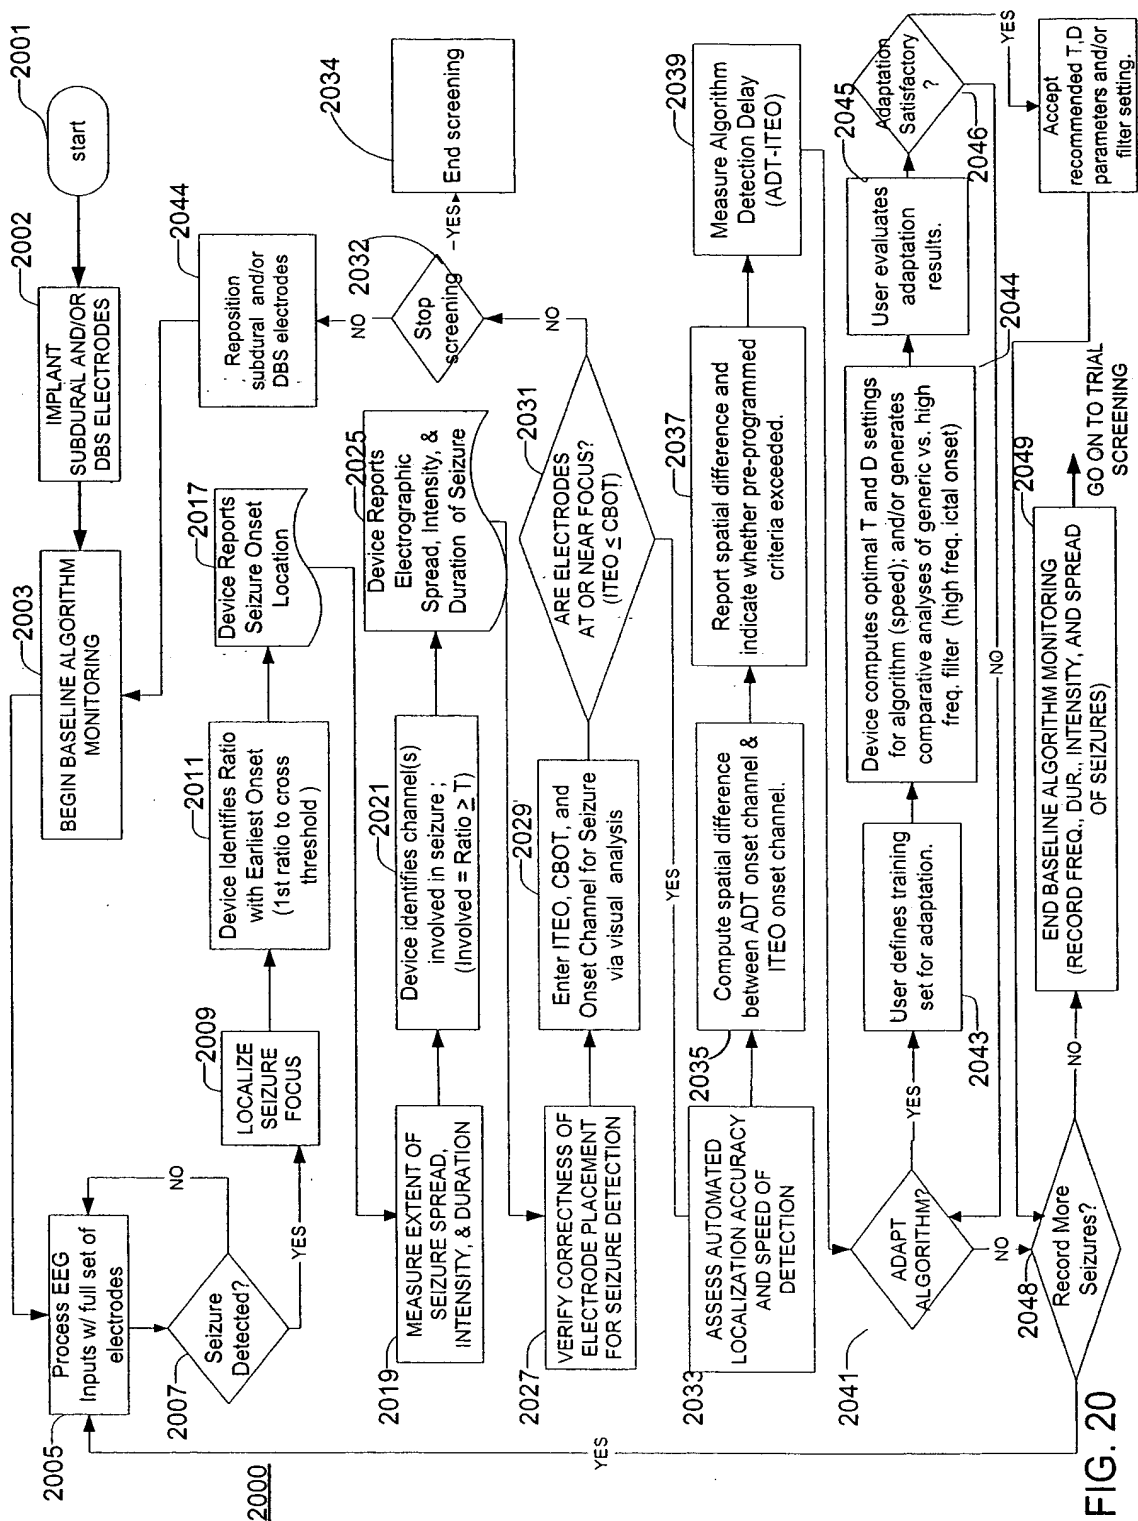 2001
start
2002
IMPLANT
SUBDURAL AND/OR
DBS ELECTRODES
2003
BEGIN BASELINE ALGORITHM
MONITORING
2005
Process EEG
Inputs w/ full set of
electrodes
2007
Seizure
Detected?
NO
YES
2009
LOCALIZE
SEIZURE
FOCUS
2011
Device Identifies Ratio
with Earliest Onset
(1st ratio to cross
threshold )
2017
Device Reports
Seizure Onset
Location
2044
Reposition
subdural and/or
DBS electrodes
2019
MEASURE EXTENT OF
SEIZURE SPREAD,
INTENSITY, & DURATION
2021
Device identifies channel(s)
involved in seizure ;
(Involved = Ratio ≥ T)
2025
Device Reports
Electrographic
Spread, Intensity, &
Duration of Seizure
NO
Stop
screening
2032
YES
2034
End screening
2027
VERIFY CORRECTNESS OF
ELECTRODE PLACEMENT
FOR SEIZURE DETECTION
2029'
Enter ITEO, CBOT, and
Onset Channel for Seizure
via visual analysis
2031
ARE ELECTRODES
AT OR NEAR FOCUS?
(ITEO ≤ CBOT)
NO
YES
2033
ASSESS AUTOMATED
LOCALIZATION ACCURACY
AND SPEED OF
DETECTION
2035
Compute spatial difference
between ADT onset channel &
ITEO onset channel.
2037
Report spatial difference and
indicate whether pre-programmed
criteria exceeded.
2039
Measure Algorithm
Detection Delay
(ADT-ITEO)
2041
ADAPT
ALGORITHM?
YES
NO
2043
User defines training
set for adaptation.
2044
Device computes optimal T and D settings
for algorithm (speed); and/or generates
comparative analyses of generic vs. high
freq. filter (high freq. ictal onset)
2045
User evaluates
adaptation
results.
2046
Adaptation
Satisfactory
?
YES
NO
Accept
recommended T,D
parameters and/or
filter setting.
2048
Record More
Seizures?
NO
YES
2049
END BASELINE ALGORITHM MONITORING
(RECORD FREQ., DUR., INTENSITY, AND SPREAD
OF SEIZURES)
GO ON TO TRIAL
SCREENING
2000
FIG. 20